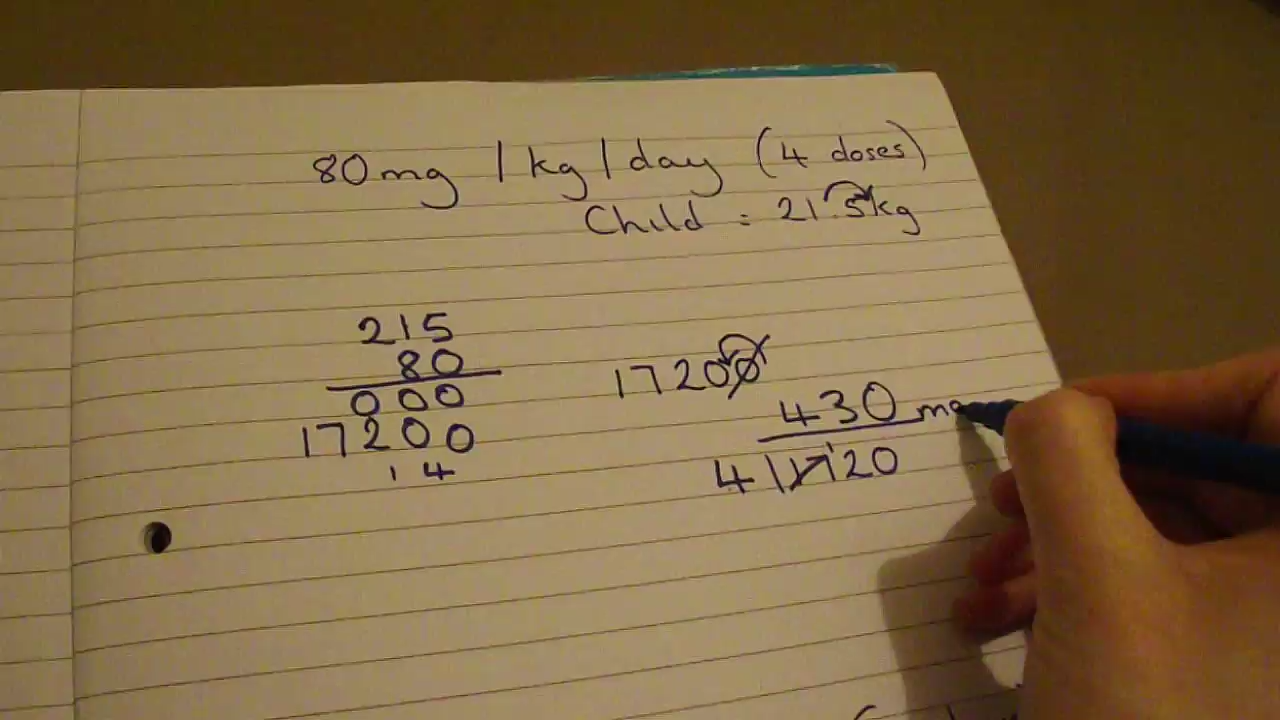 80mg / kg / day (4 doses)
Child = 21.5kg
215
80
000
17200
14
17200
430 mg
4 1720